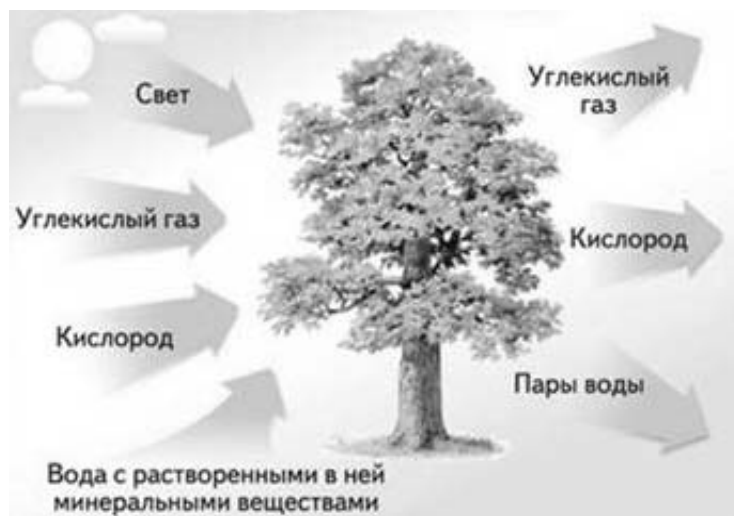 Свет
Углекислый газ
Кислород
Вода с растворенными в ней
минеральными веществами
Углекислый
газ
Кислород
Пары воды